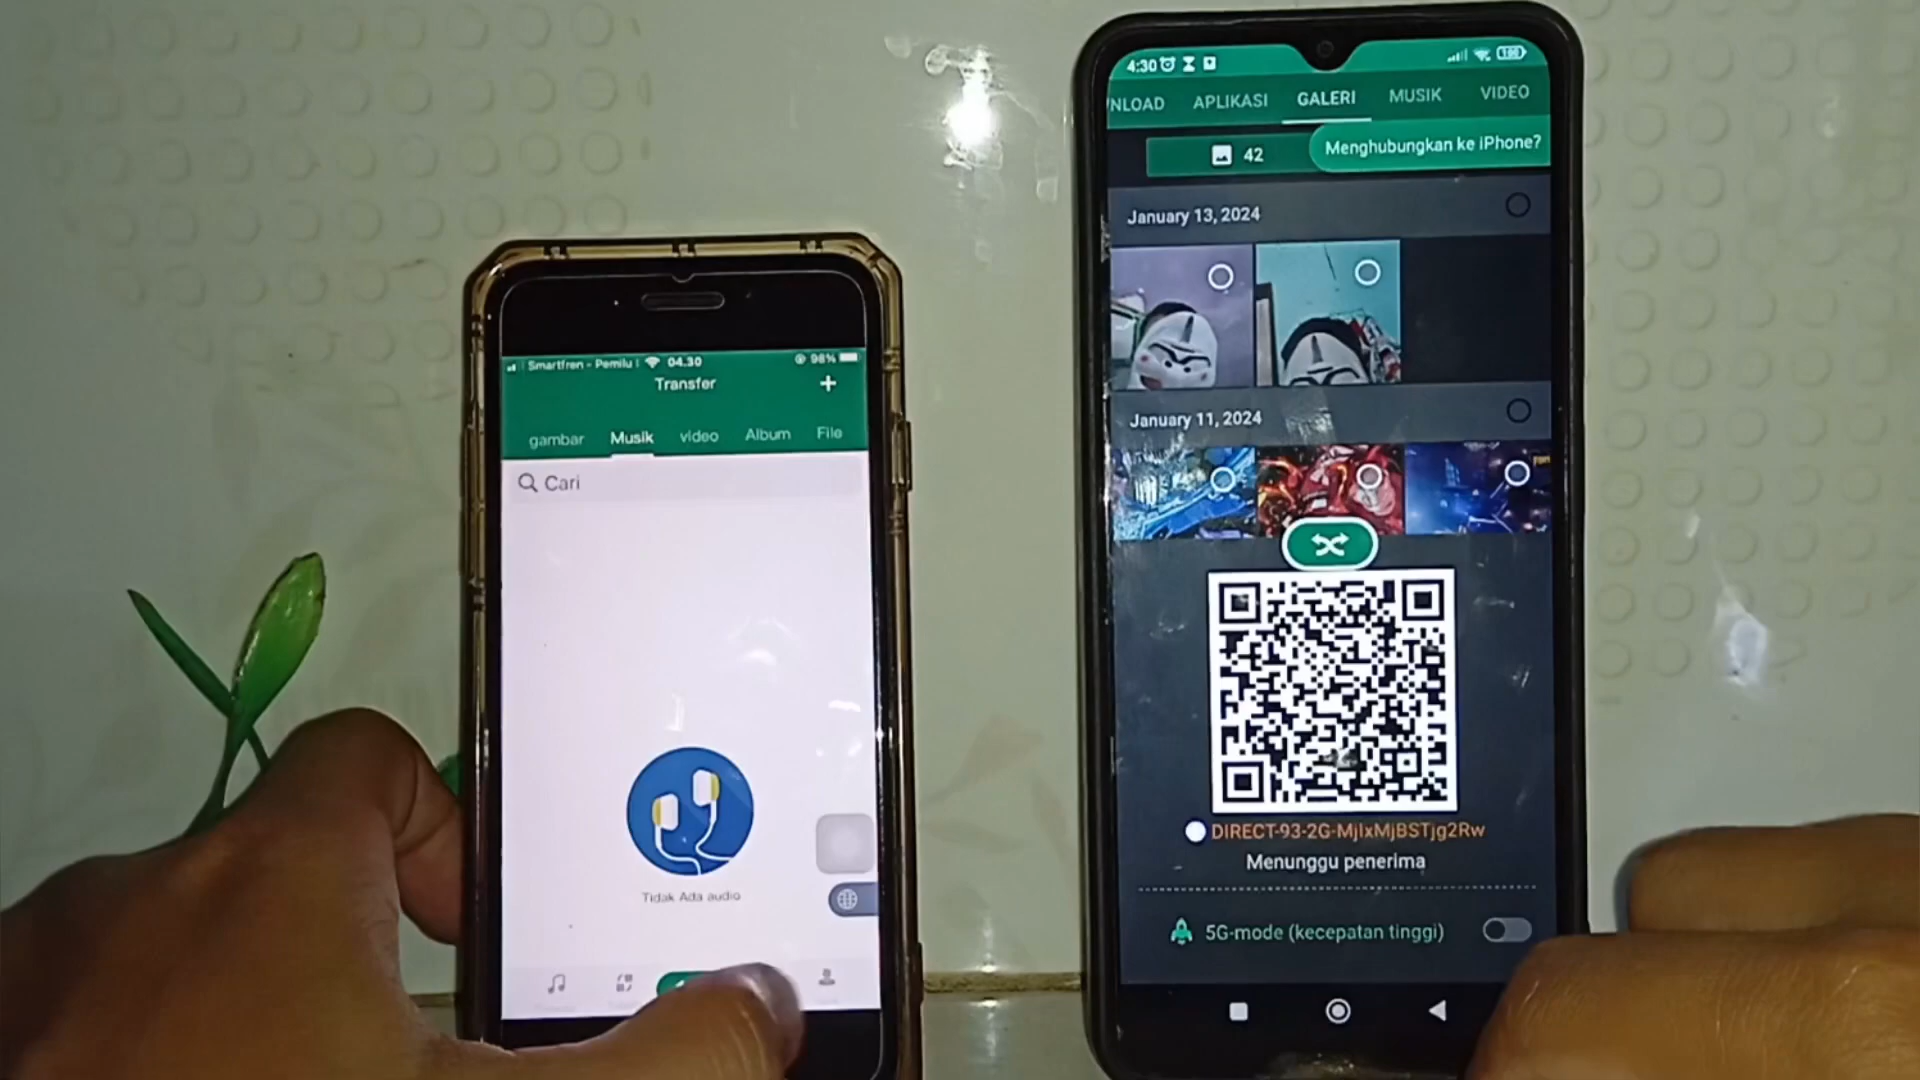 Smartfren - Pemilu 04.30 98%
Transfer
+
gambar Musik video Album File
Cari
Tidak Ada audio
4:30 100
NLOAD APLIKASI GALERI MUSIK VIDEO
42
Menghubungkan ke iPhone?
January 13, 2024
January 11, 2024
DIRECT-93-2G-MjIxMjBSTjg2Rw
Menunggu penerima
5G-mode (kecepatan tinggi)